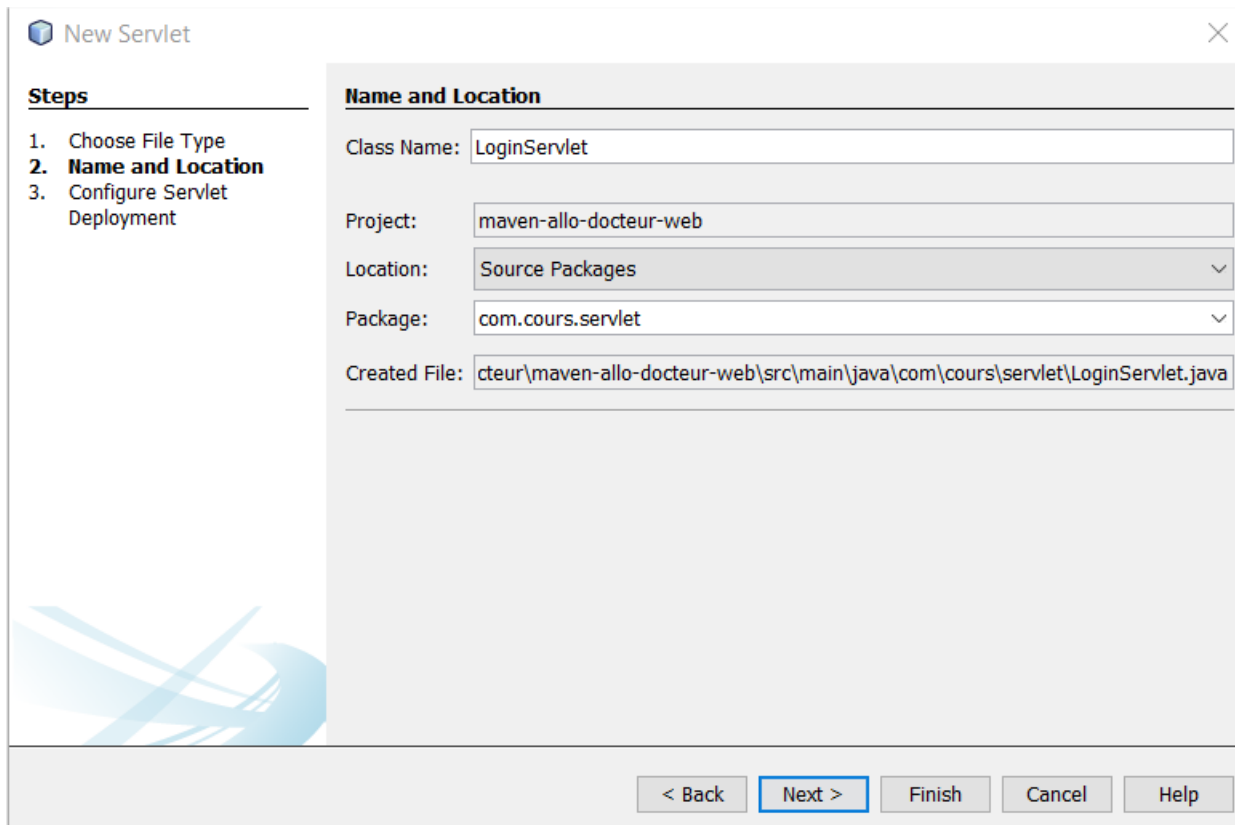 New Servlet
Steps
1. Choose File Type
2. Name and Location
3. Configure Servlet
Deployment
Name and Location
Class Name: LoginServlet
Project: maven-allo-docteur-web
Location: Source Packages
Package: com.cours.servlet
Created File: cteur\maven-allo-docteur-web\src\main\java\com\cours\servlet\LoginServlet.java
< Back Next > Finish Cancel Help